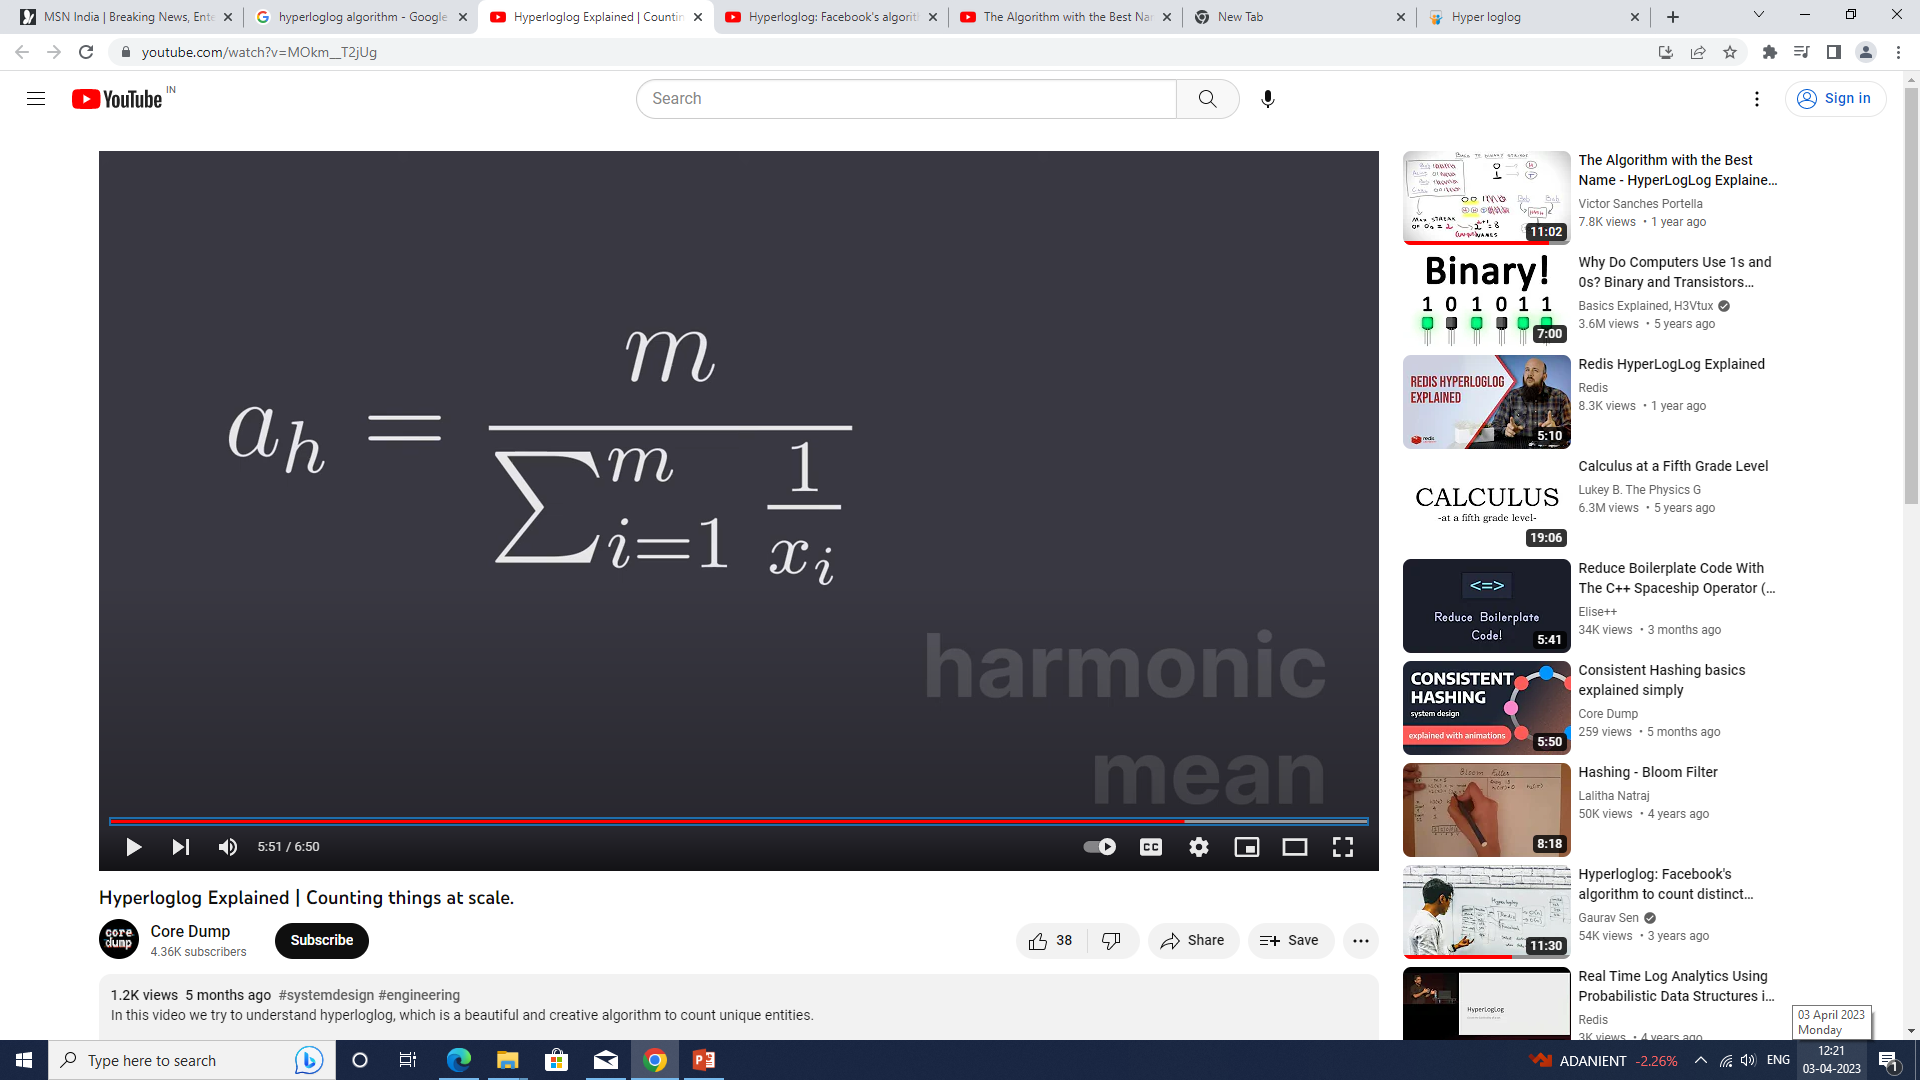 MSN India | Breaking News, Ente
hyperloglog algorithm - Google
Hyperloglog Explained | Countin
Hyperloglog: Facebook's algorit
The Algorithm with the Best Nar
New Tab
Hyper loglog
youtube.com/watch?v=MOkm__T2jUg
YouTube IN
Search
Sign in
a_h = m / ∑_{i=1}^{m} 1/x_i
harmonic
mean
5:51 / 6:50
CC
Hyperloglog Explained | Counting things at scale.
core
dump
Core Dump
4.36K subscribers
Subscribe
38
Share
Save
1.2K views 5 months ago #systemdesign #engineering
In this video we try to understand hyperloglog, which is a beautiful and creative algorithm to count unique entities.
11:02
The Algorithm with the Best
Name - HyperLogLog Explaine...
Victor Sanches Portella
7.8K views • 1 year ago
Binary!
1 0 1 0 1 1
7:00
Why Do Computers Use 1s and
0s? Binary and Transistors...
Basics Explained, H3Vtux
3.6M views • 5 years ago
REDIS HYPERLOGLOG
EXPLAINED
redis
5:10
Redis HyperLogLog Explained
Redis
8.3K views • 1 year ago
CALCULUS
-at a fifth grade level-
19:06
Calculus at a Fifth Grade Level
Lukey B. The Physics G
6.3M views • 5 years ago
<=>
Reduce Boilerplate
Code!
5:41
Reduce Boilerplate Code With
The C++ Spaceship Operator (...
Elise++
34K views • 3 months ago
CONSISTENT
HASHING
system design
explained with animations
5:50
Consistent Hashing basics
explained simply
Core Dump
259 views • 5 months ago
Bloom Filter
8:18
Hashing - Bloom Filter
Lalitha Natraj
50K views • 4 years ago
11:30
Hyperloglog: Facebook's
algorithm to count distinct...
Gaurav Sen
54K views • 3 years ago
HyperLogLog
Real Time Log Analytics Using
Probabilistic Data Structures i...
Redis
3K views • 4 years ago
03 April 2023
Monday
Type here to search
ADANIENT -2.26%
ENG
12:21
03-04-2023
1